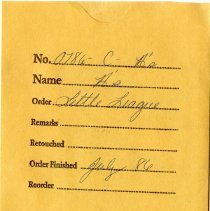 No. 0786- C-
Name
Order Little League
Remarks
Retouched
Order Finished July 86
Reorder